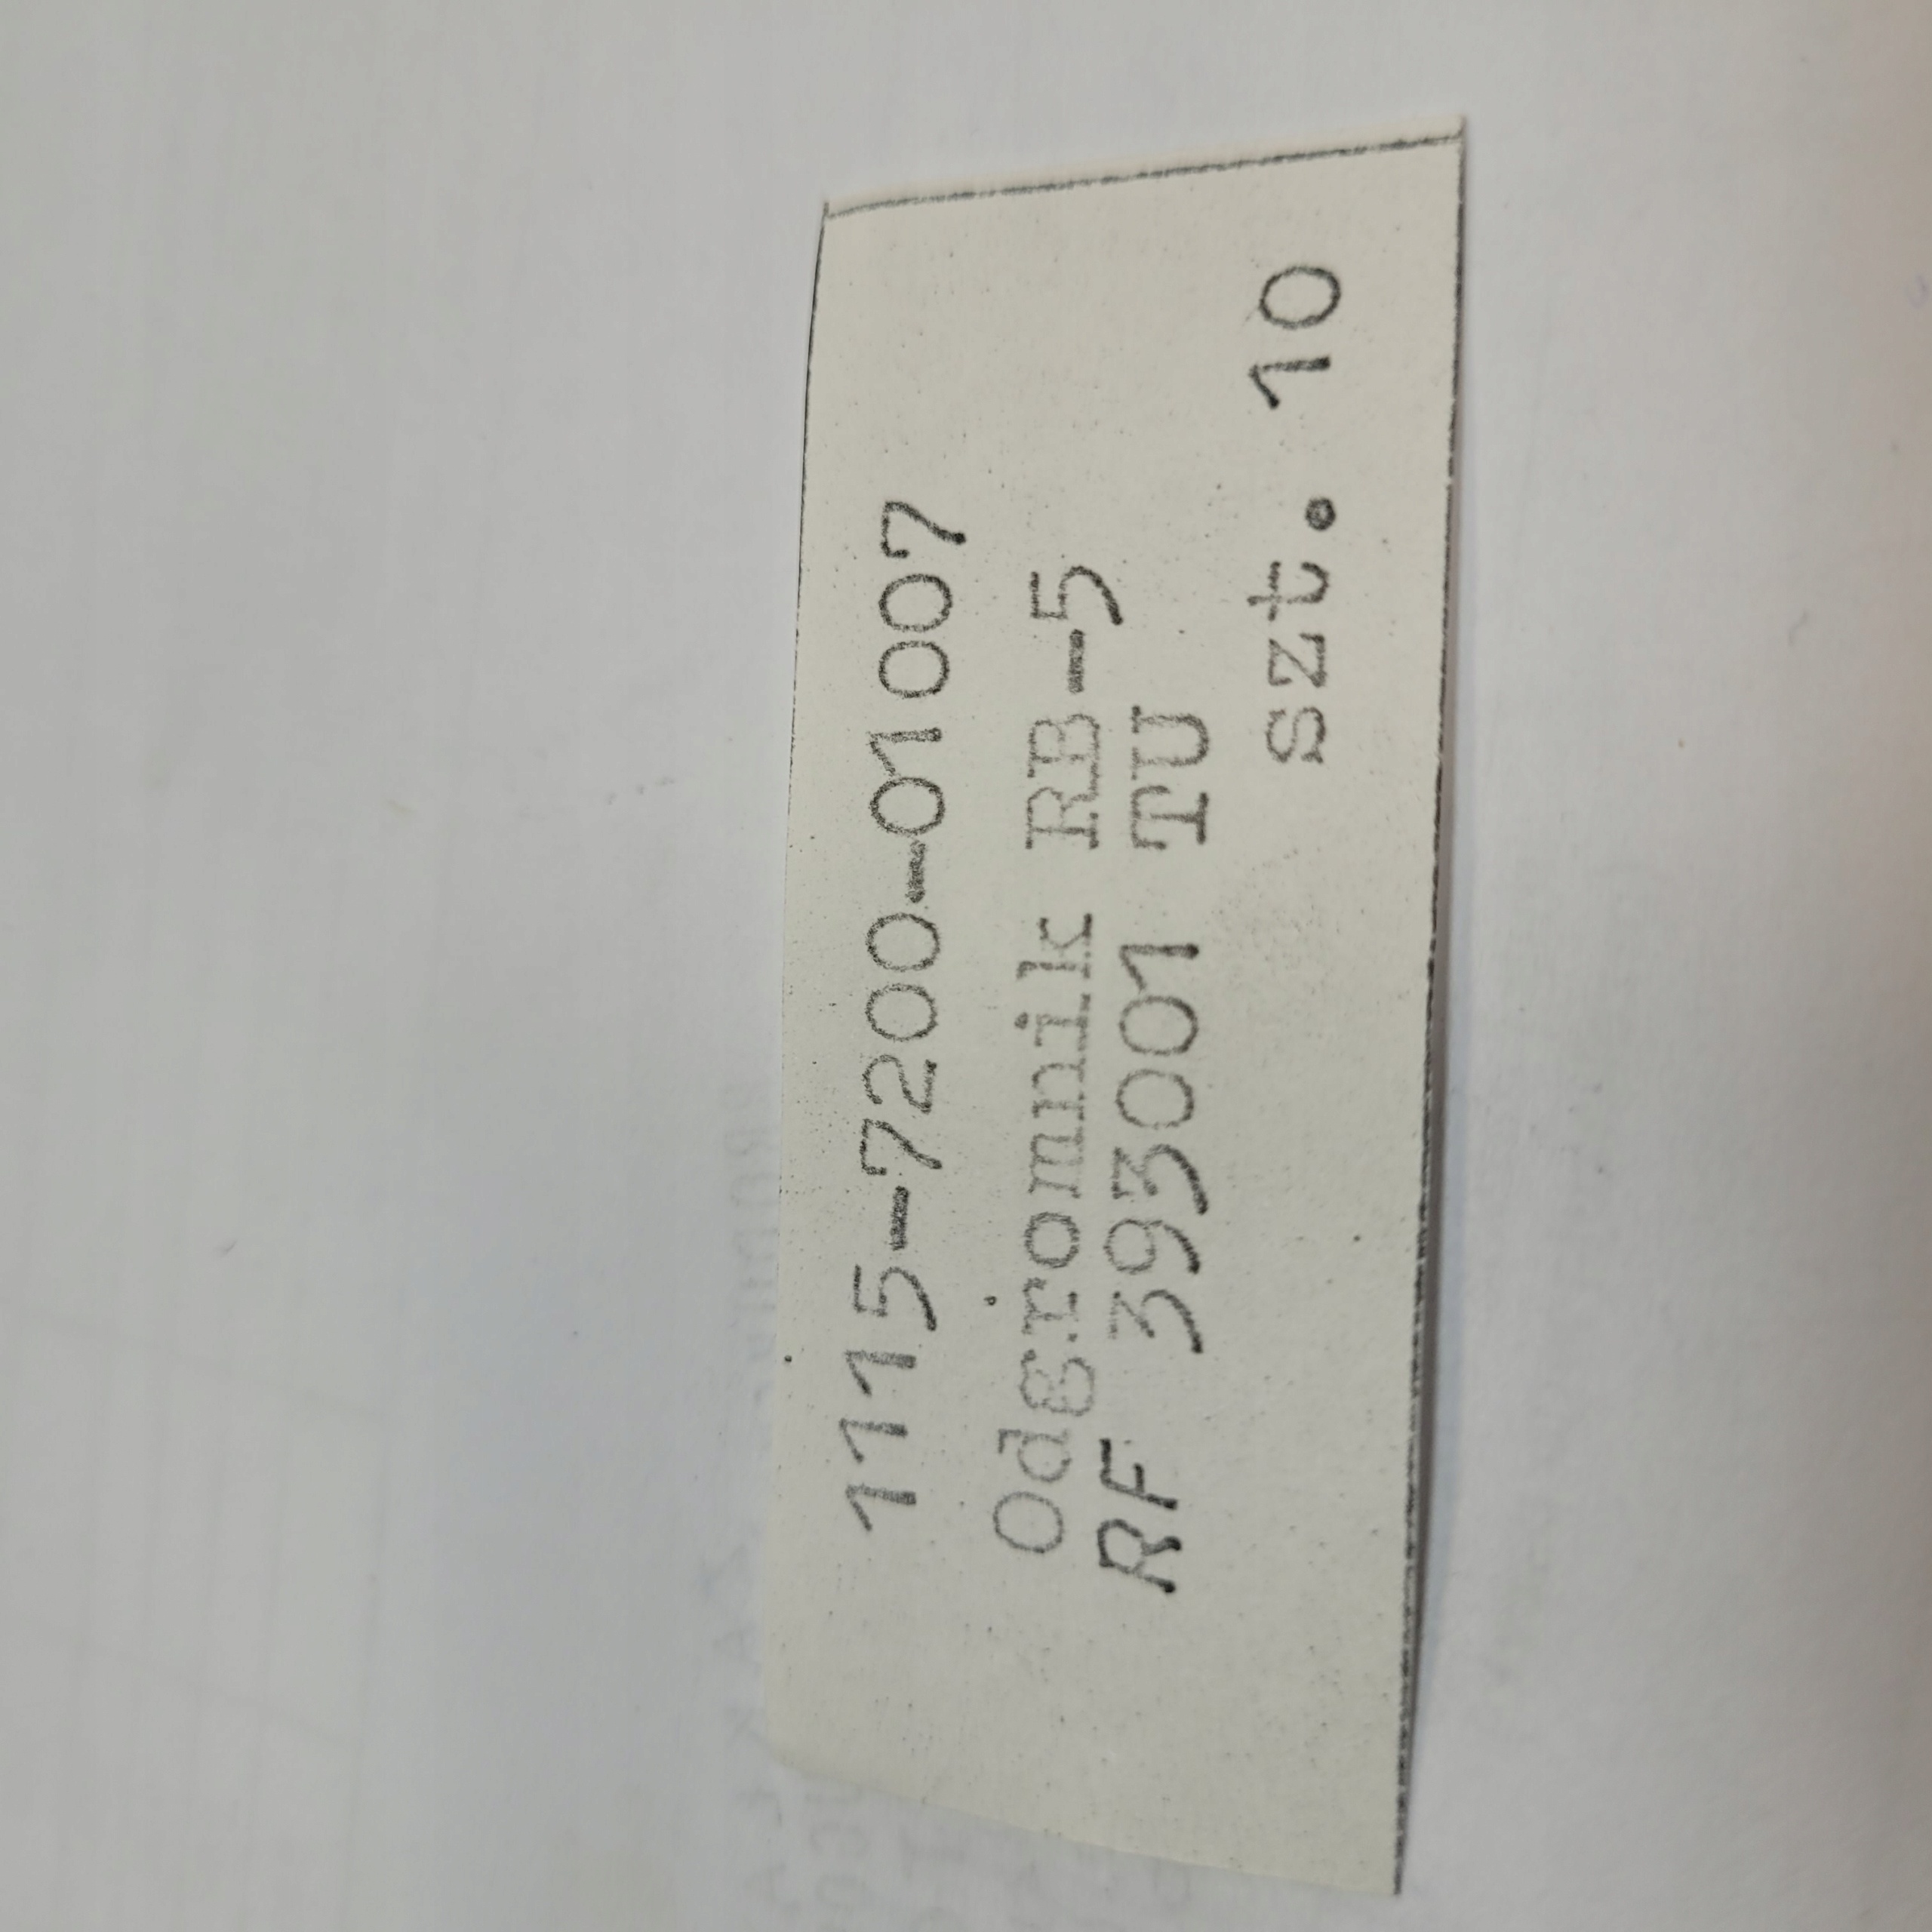 1115-7200-01007
Odgromnik RB-5
RF 393001 TU
szt. 10